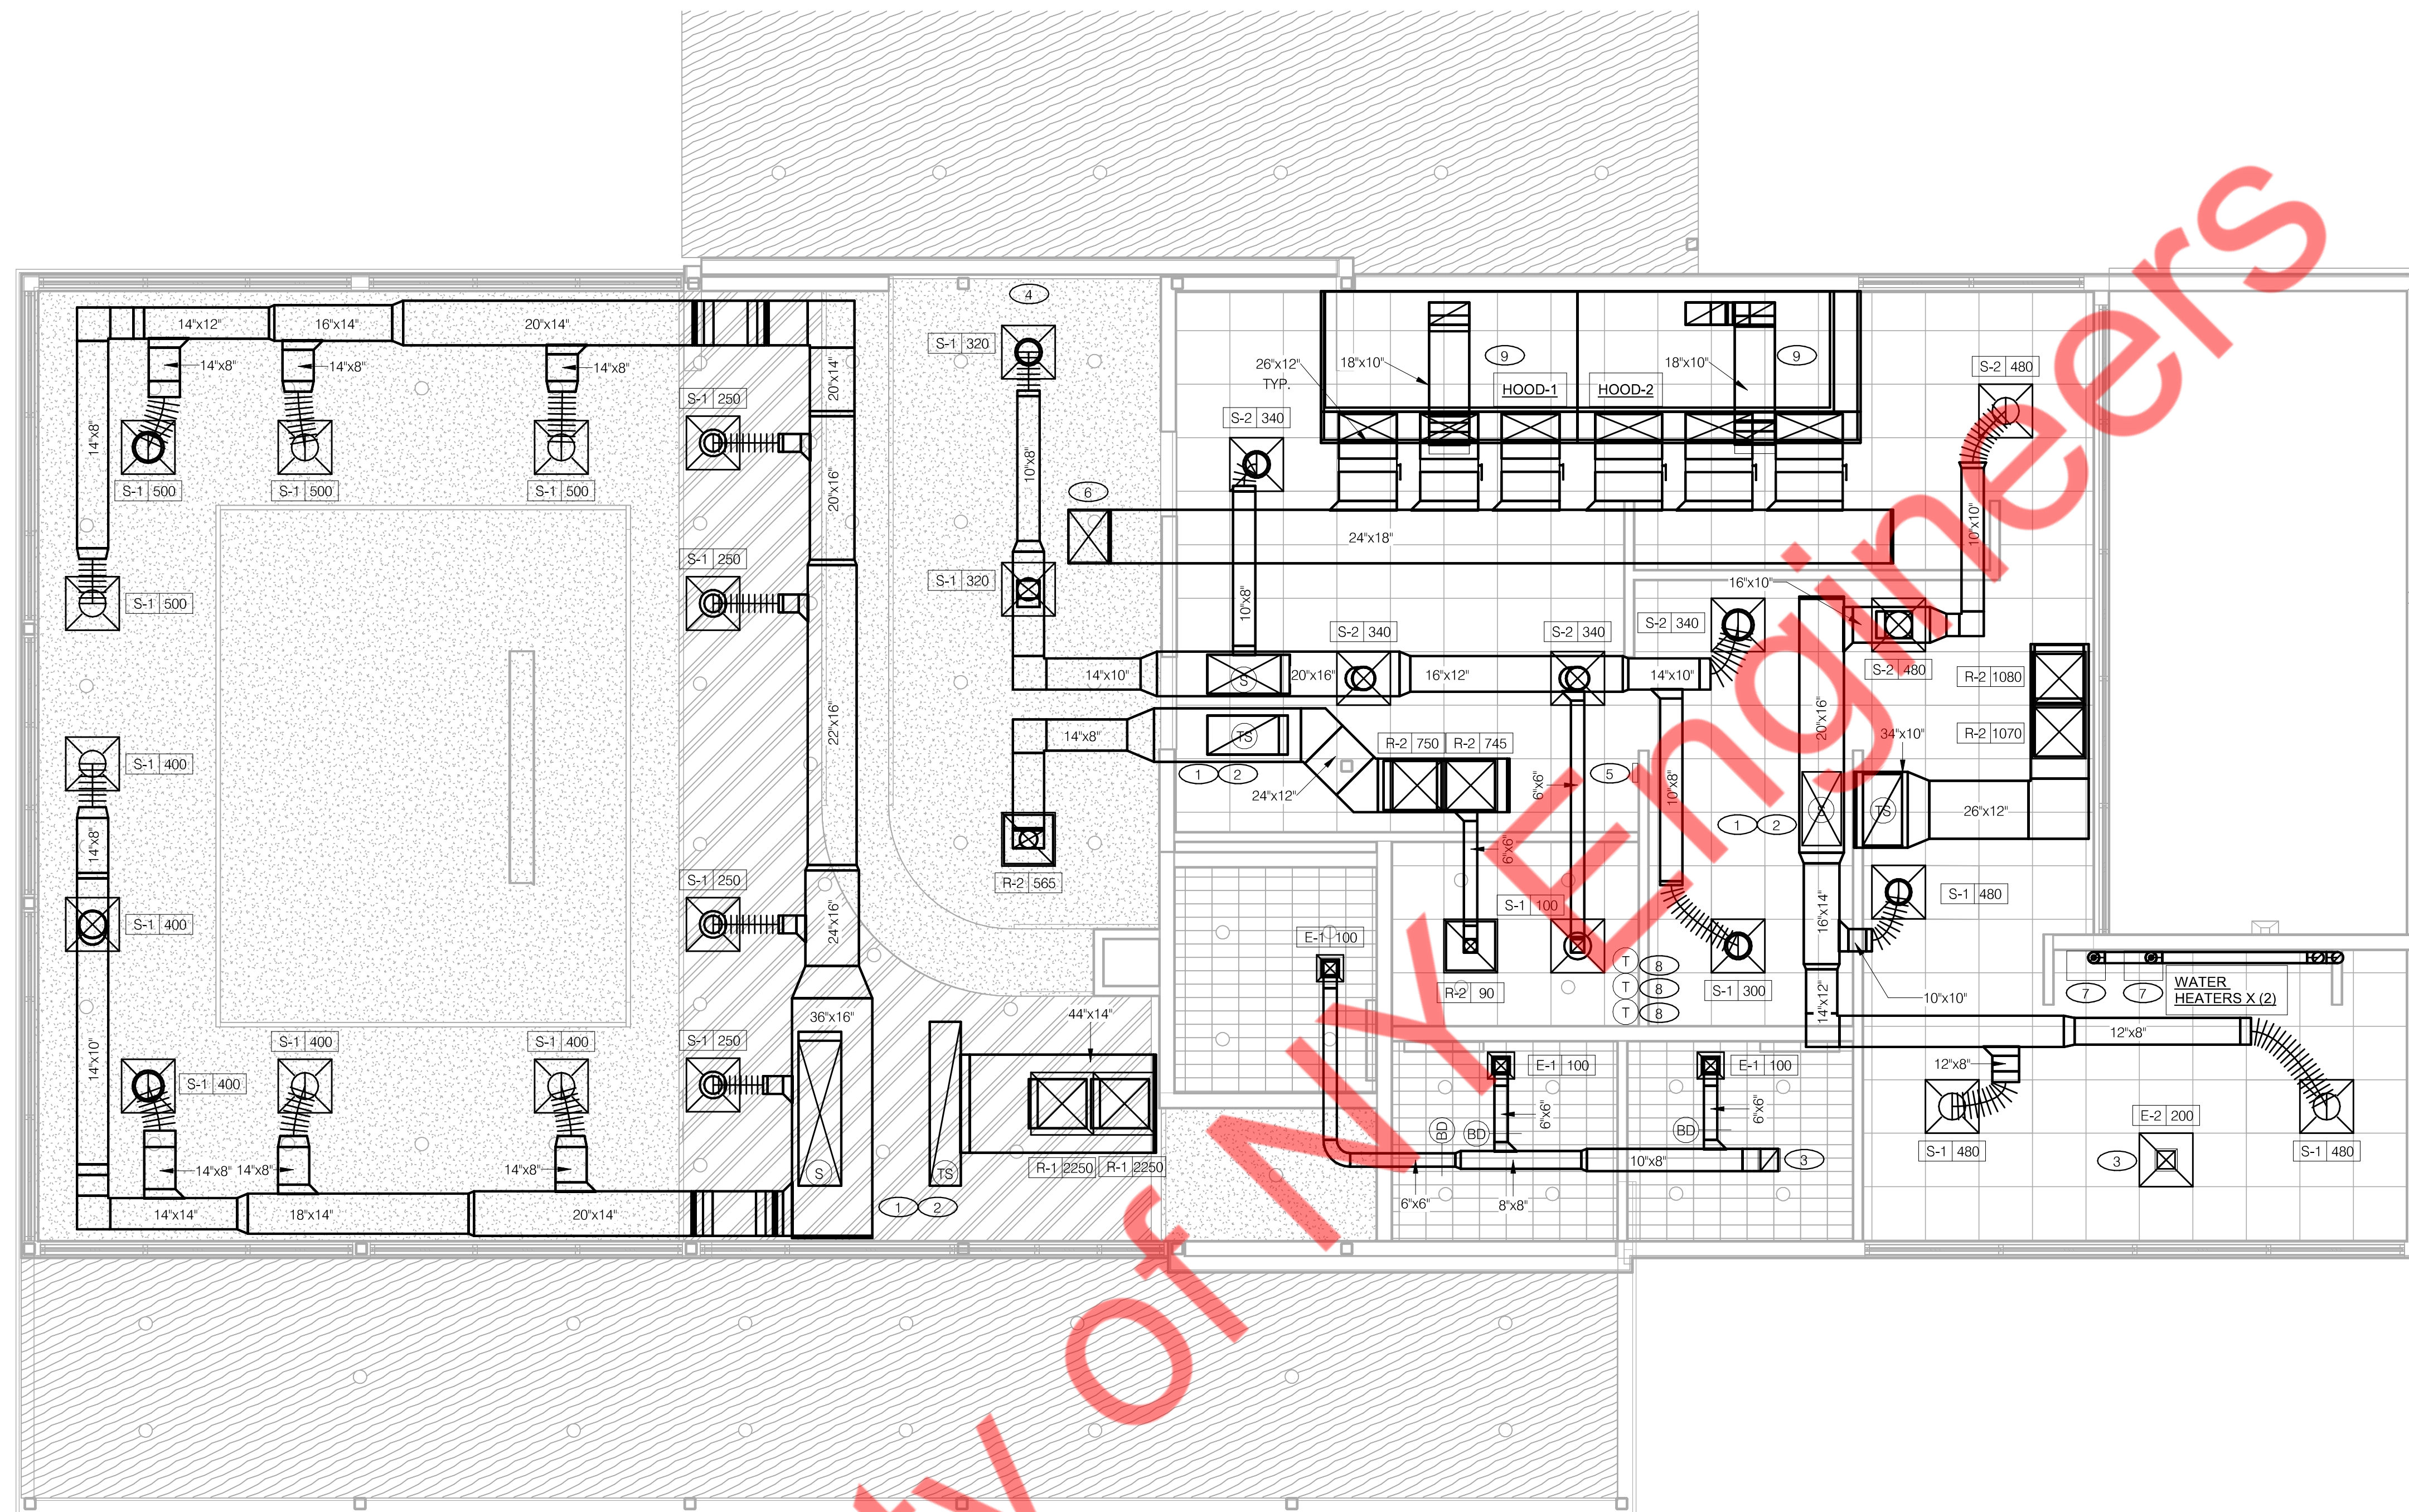 4
14"x12"
16"x14"
20"x14"
S-1 320
14"x8"
14"x8"
14"x8"
26"x12"
TYP.
18"x10"
9
18"x10"
9
S-2 480
HOOD-1
HOOD-2
20"x14"
S-1 250
S-2 340
14"x8"
10"x8"
20"x16"
S-1 500
S-1 500
S-1 500
6
24"x18"
10"x10"
S-1 250
S-1 320
16"x10"
S-1 500
10"x8"
S-2 340
S-2 340
S-2 340
14"x10"
S
20"x16"
16"x12"
14"x10"
S-2 480
R-2 1080
22"x16"
20"x16"
14"x8"
TS
R-2 750
R-2 745
34"x10"
R-2 1070
S-1 400
1
2
24"x12"
6"x6"
5
10"x8"
1
2
S
TS
26"x12"
14"x8"
6"x6"
R-2 565
S-1 250
S-1 480
S-1 400
24"x16"
S-1 100
16"x14"
E-1 100
T 8
T 8
T 8
R-2 90
S-1 300
10"x10"
7
7
WATER
HEATERS X (2)
36"x16"
44"x14"
14"x12"
12"x8"
14"x10"
S-1 400
S-1 400
S-1 250
S-1 400
E-1 100
E-1 100
12"x8"
6"x6"
6"x6"
BD
BD
BD
E-2 200
S-1 480
S-1 480
14"x8"
14"x8"
14"x8"
S
TS
R-1 2250
R-1 2250
10"x8"
3
3
14"x14"
18"x14"
20"x14"
1
2
6"x6"
8"x8"
ty of NY Engineers